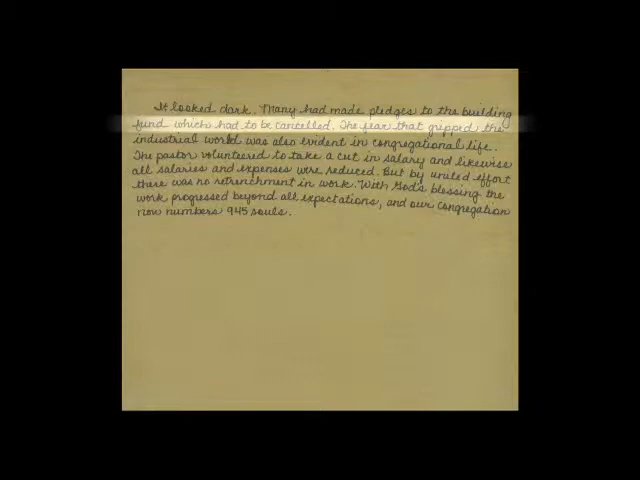 It looked dark. Many had made pledges to the building
fund which had to be cancelled. The fear that gripped the
industrial world was also evident in congregational life.
The pastor volunteered to take a cut in salary and likewise
all salaries and expenses were reduced. But by united effort
there was no retrenchment in work. With God's blessing the
work progressed beyond all expectations, and our congregation
now numbers 945 souls.